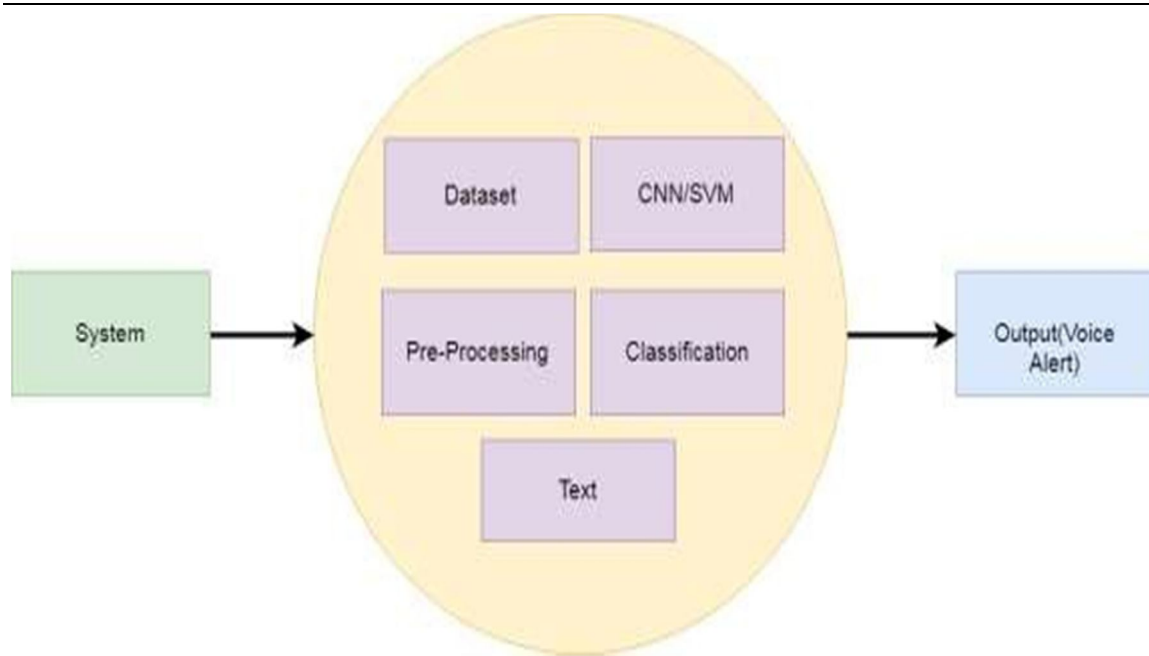 System
Dataset
CNN/SVM
Pre-Processing
Classification
Text
Output(Voice
Alert)